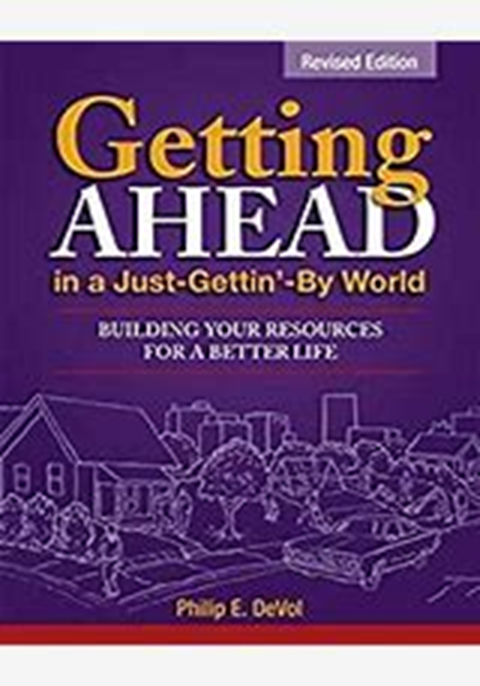 Revised Edition
Getting
AHEAD
in a Just-Gettin'-By World
BUILDING YOUR RESOURCES
FOR A BETTER LIFE
Philip E. DeVol